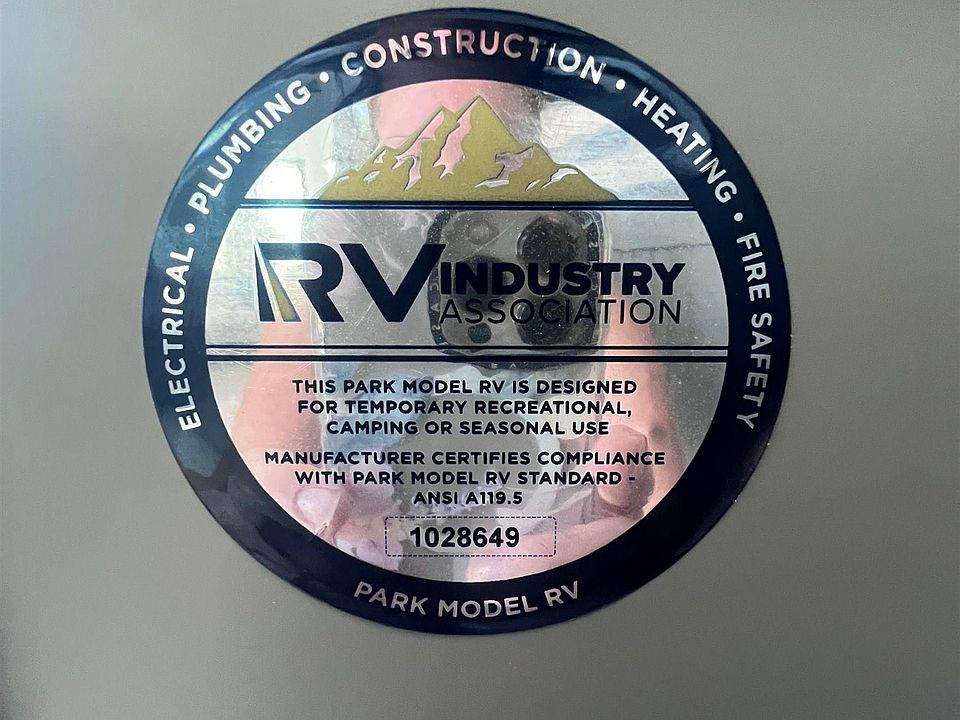 ELECTRICAL • PLUMBING • CONSTRUCTION • HEATING • FIRE SAFETY
RV INDUSTRY
ASSOCIATION
THIS PARK MODEL RV IS DESIGNED
FOR TEMPORARY RECREATIONAL,
CAMPING OR SEASONAL USE
MANUFACTURER CERTIFIES COMPLIANCE
WITH PARK MODEL RV STANDARD -
ANSI A119.5
1028649
PARK MODEL RV